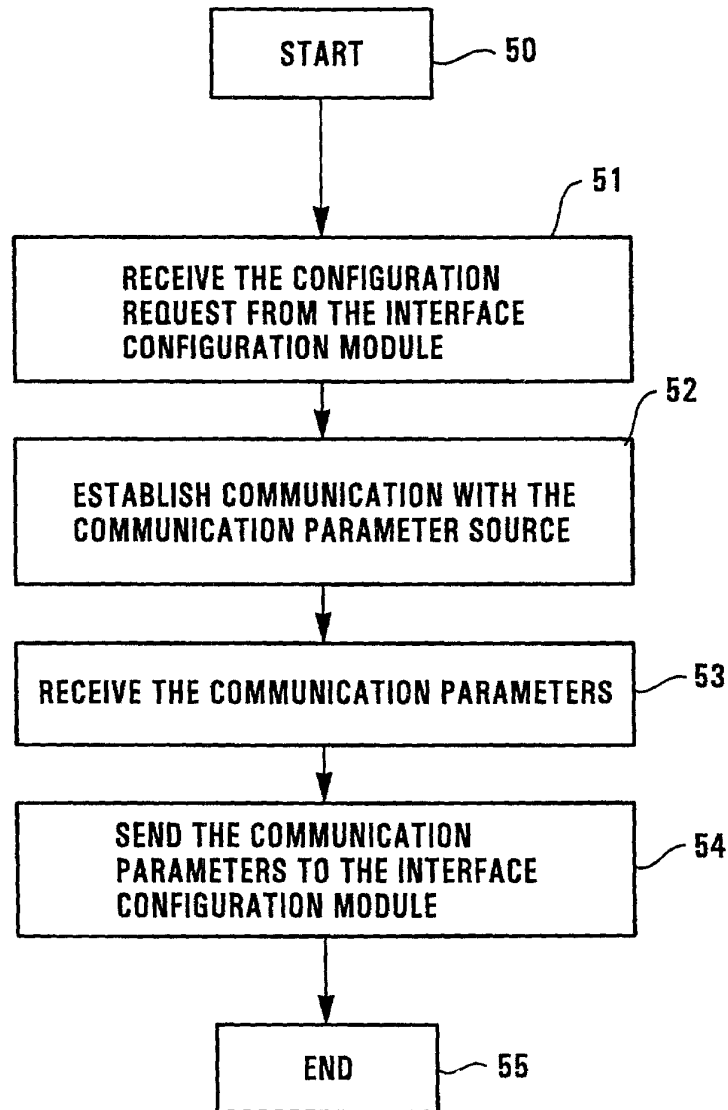 START
50
51
RECEIVE THE CONFIGURATION
REQUEST FROM THE INTERFACE
CONFIGURATION MODULE
52
ESTABLISH COMMUNICATION WITH THE
COMMUNICATION PARAMETER SOURCE
RECEIVE THE COMMUNICATION PARAMETERS
53
SEND THE COMMUNICATION
PARAMETERS TO THE INTERFACE
CONFIGURATION MODULE
54
END
55